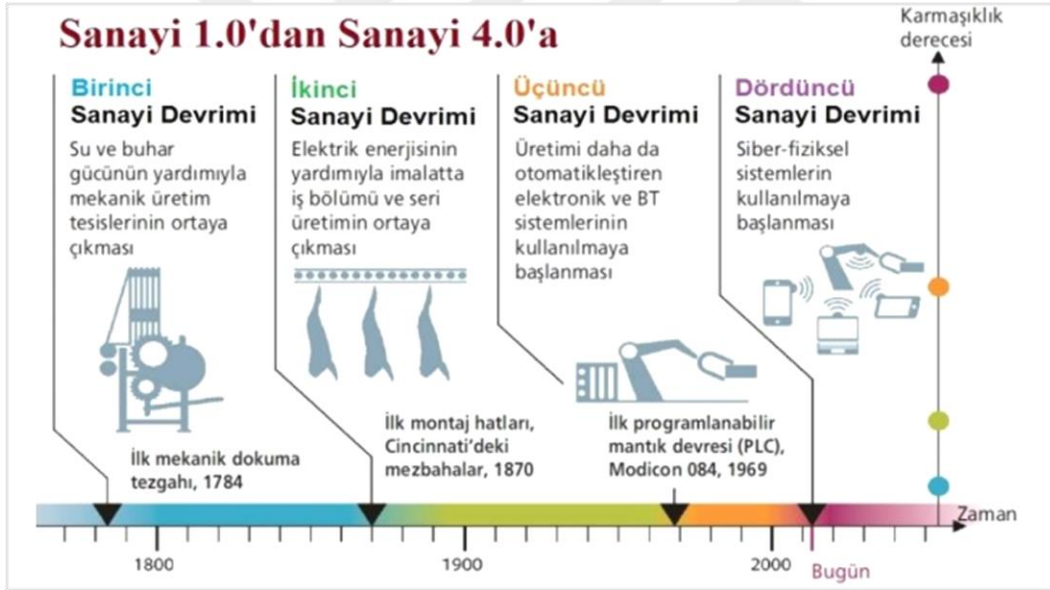 Sanayi 1.0'dan Sanayi 4.0'a
Karmaşıklık
derecesi
Birinci
Sanayi Devrimi
Su ve buhar
gücünün yardımıyla
mekanik üretim
tesislerinin ortaya
çıkması
İkinci
Sanayi Devrimi
Elektrik enerjisinin
yardımıyla imalatta
iş bölümü ve seri
üretimin ortaya
çıkması
Üçüncü
Sanayi Devrimi
Üretimi daha da
otomatikleştiren
elektronik ve BT
sistemlerinin
kullanılmaya
başlanması
Dördüncü
Sanayi Devrimi
Siber-fiziksel
sistemlerin
kullanılmaya
başlanması
İlk mekanik dokuma
tezgahı, 1784
İlk montaj hatları,
Cincinnati'deki
mezbahalar, 1870
İlk programlanabilir
mantık devresi (PLC),
Modicon 084, 1969
Zaman
1800
1900
2000
Bugün